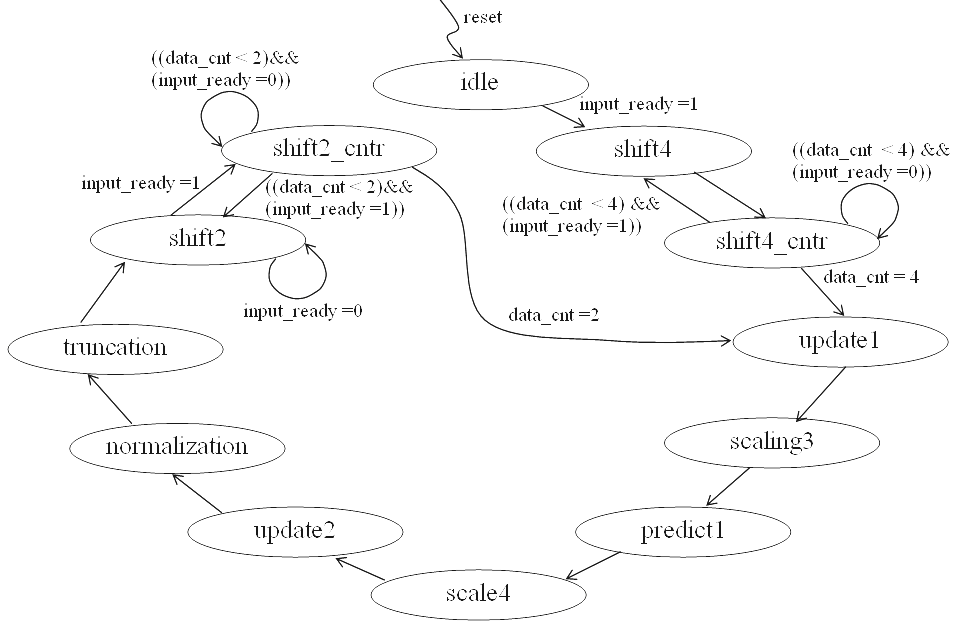 reset
((data_cnt < 2)&&
(input_ready =0))
idle
input_ready =1
shift2_cntr
shift4
((data_cnt < 4) &&
(input_ready=0))
input_ready =1
((data_cnt < 2)&&
(input_ready=1))
((data_cnt < 4) &&
(input_ready =1))
shift2
shift4_cntr
data_cnt = 4
input_ready =0
data_cnt =2
truncation
update1
normalization
scaling3
update2
predict1
scale4